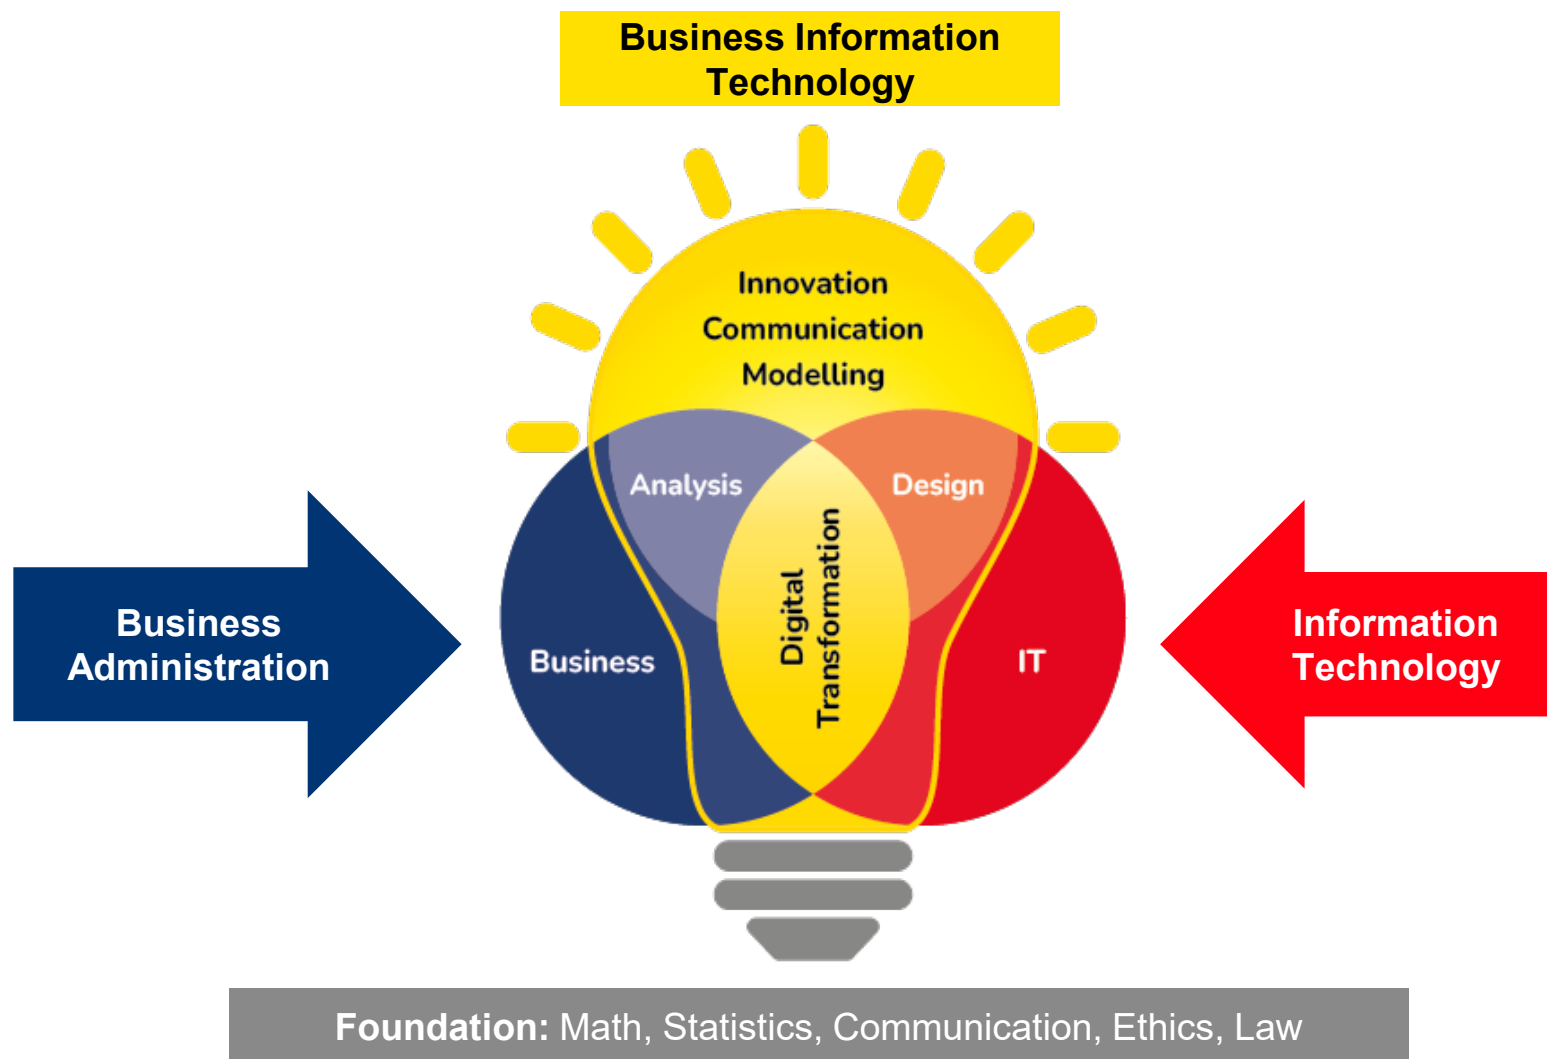 Business Information
Technology
Innovation
Communication
Modelling
Analysis
Design
Digital
Transformation
Business
IT
Business
Administration
Information
Technology
Foundation: Math, Statistics, Communication, Ethics, Law